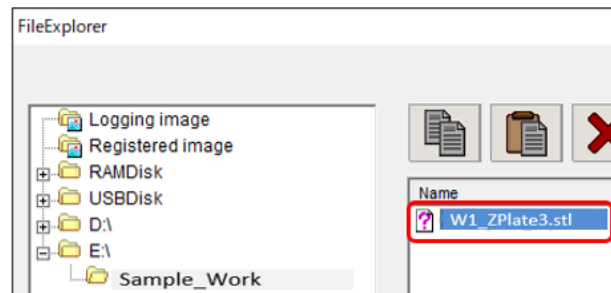 FileExplorer
Logging image
Registered image
RAMDisk
USBDisk
D:\
E:\
Sample_Work
Name
W1_ZPlate3.stl